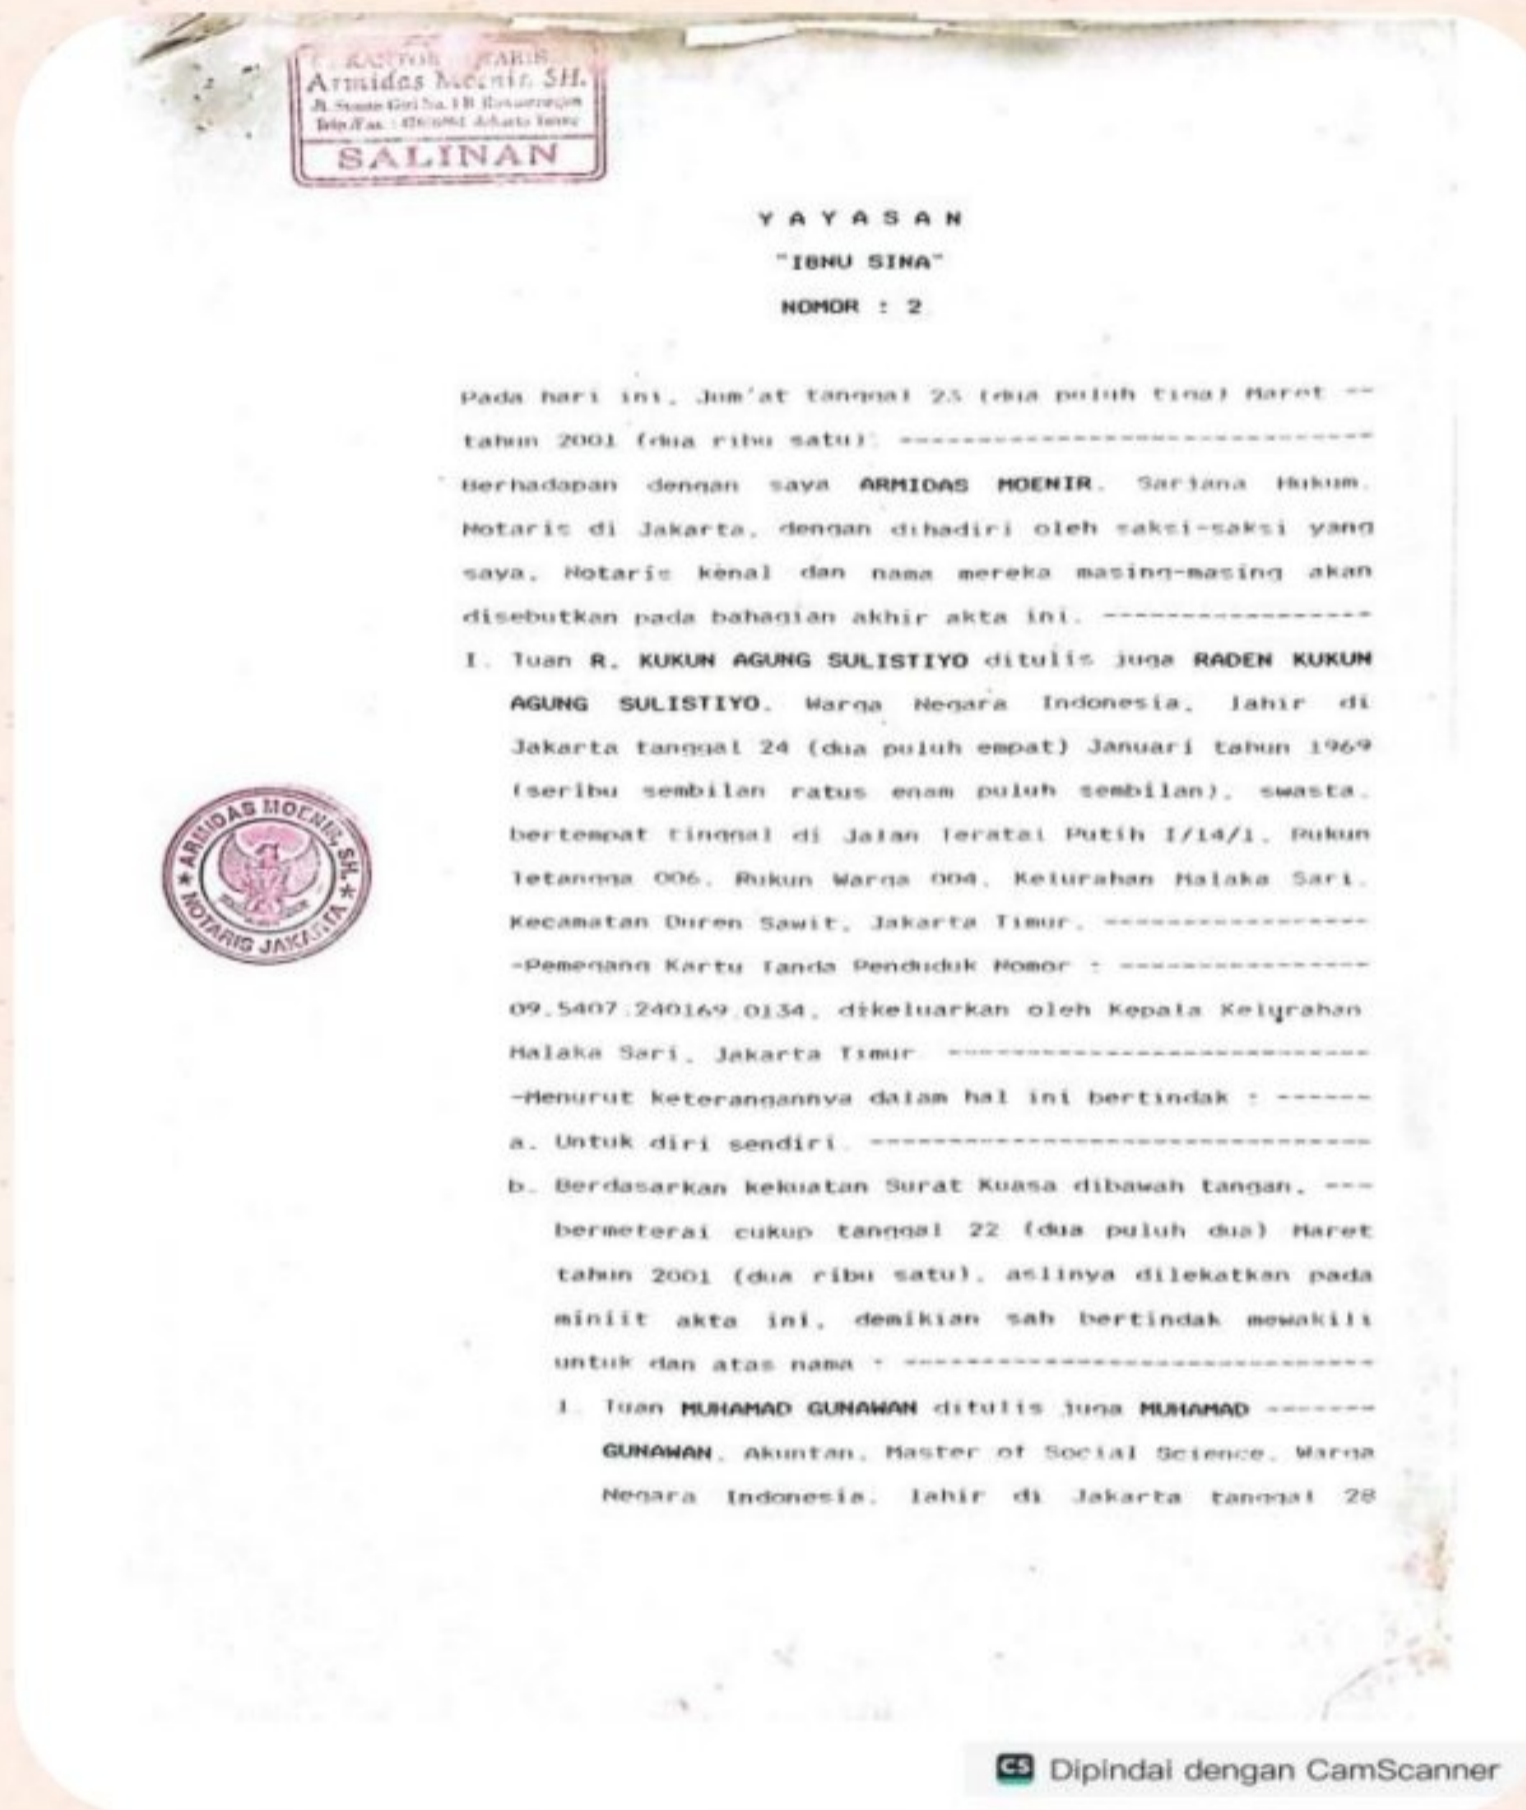 KANTOR NOTARIS
Armidas Moenir, SH.
SALINAN
Y A Y A S A N
"IBNU SINA"
NOMOR : 2
Pada hari ini, Jum'at tanggal 23 (dua puluh tiga) Maret --
tahun 2001 (dua ribu satu). ------------------------------
Berhadapan dengan saya ARMIDAS MOENIR, Sarjana Hukum,
Notaris di Jakarta, dengan dihadiri oleh saksi-saksi yang
saya, Notaris kenal dan nama mereka masing-masing akan
disebutkan pada bahagian akhir akta ini. -----------------
I. Tuan R. KUKUN AGUNG SULISTIYO ditulis juga RADEN KUKUN
AGUNG SULISTIYO, Warga Negara Indonesia, lahir di
Jakarta tanggal 24 (dua puluh empat) Januari tahun 1969
(seribu sembilan ratus enam puluh sembilan), swasta,
bertempat tinggal di Jalan Teratai Putih I/14/1, Rukun
Tetangga 006, Rukun Warga 004, Kelurahan Malaka Sari,
Kecamatan Duren Sawit, Jakarta Timur, -----------------
-Pemegang Kartu Tanda Penduduk Nomor : ----------------
09.5407.240169.0134, dikeluarkan oleh Kepala Kelurahan
Malaka Sari, Jakarta Timur ---------------------------
-Menurut keterangannya dalam hal ini bertindak : ------
a. Untuk diri sendiri. --------------------------------
b. Berdasarkan kekuatan Surat Kuasa dibawah tangan, ---
bermeterai cukup tanggal 22 (dua puluh dua) Maret
tahun 2001 (dua ribu satu), aslinya dilekatkan pada
miniit akta ini, demikian sah bertindak mewakili
untuk dan atas nama : ------------------------------
1. Tuan MUHAMAD GUNAWAN ditulis juga MUHAMAD -------
GUNAWAN, Akuntan, Master of Social Science, Warga
Negara Indonesia, lahir di Jakarta tanggal 28
* ARMIDAS MOENIR, SH. *
NOTARIS JAKARTA
CS Dipindai dengan CamScanner